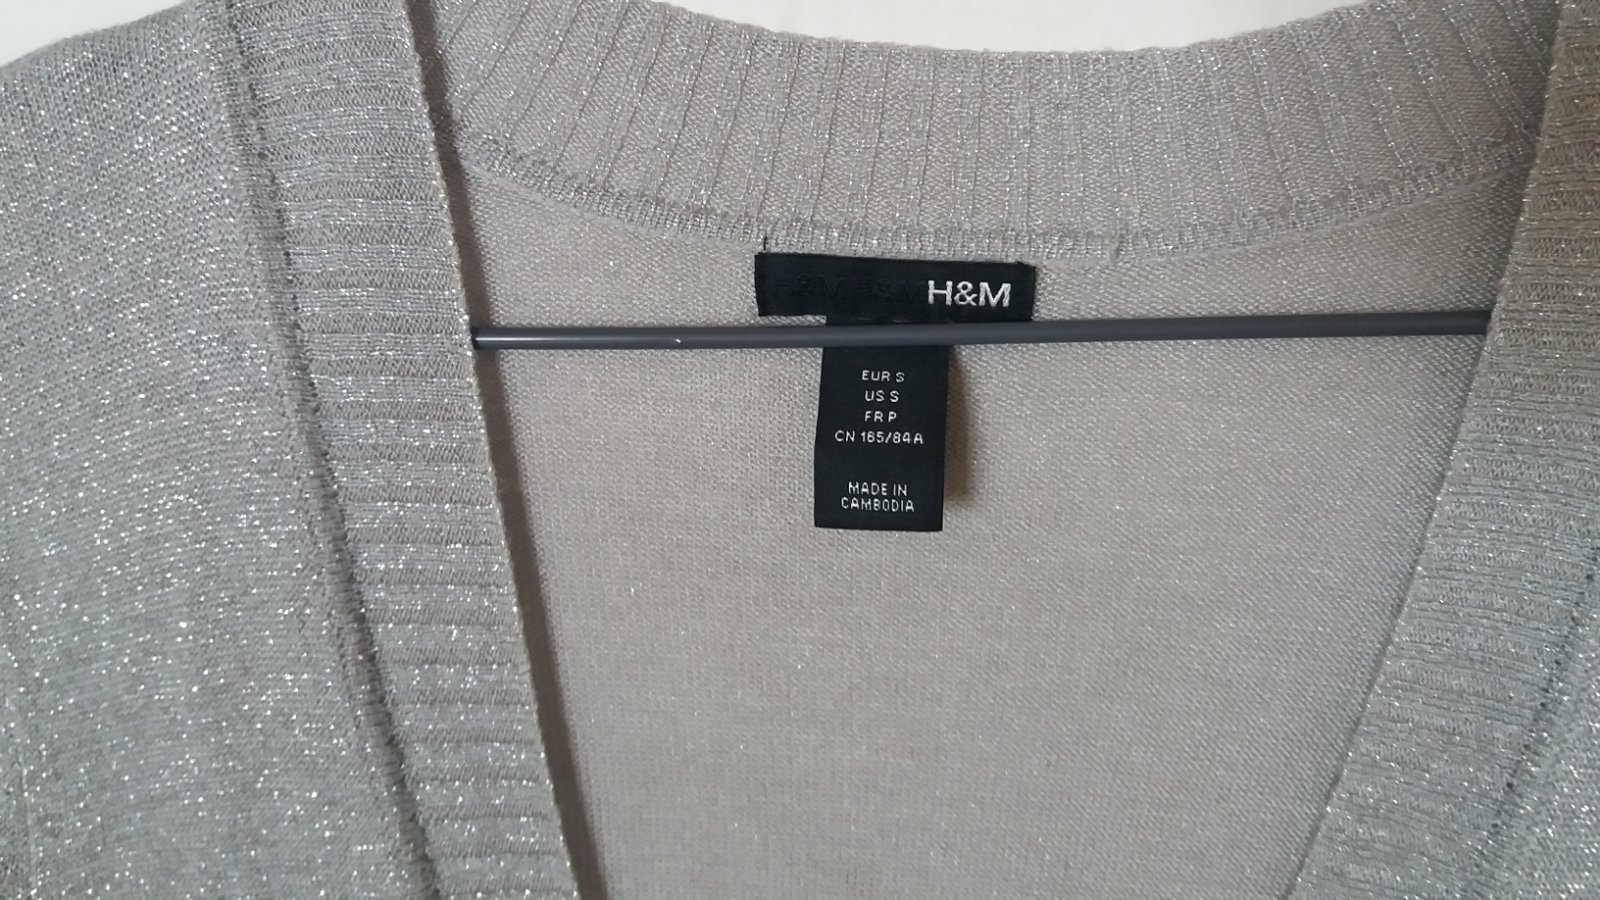 H&M
EUR S
US S
FR P
CN 165/84A
MADE IN
CAMBODIA